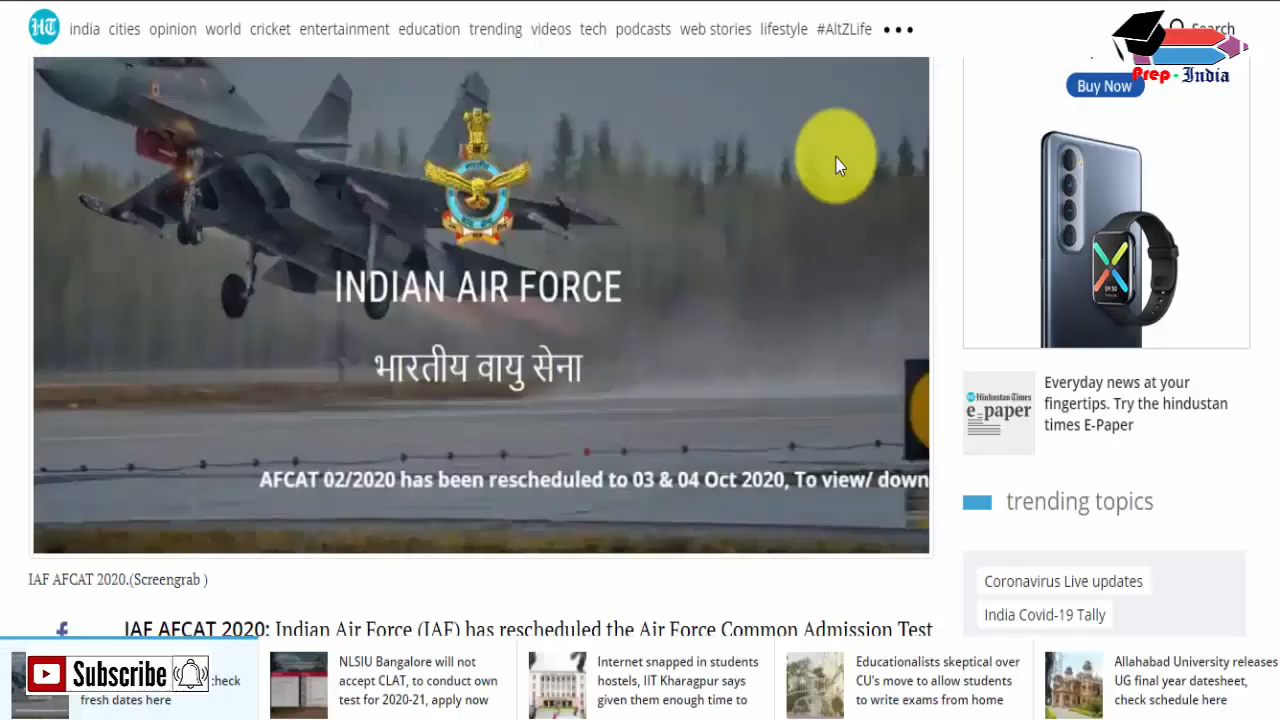 HT
india cities opinion world cricket entertainment education trending videos tech podcasts web stories lifestyle #AltZLife
Search
Prep - India
Buy Now
INDIAN AIR FORCE
भारतीय वायु सेना
AFCAT 02/2020 has been rescheduled to 03 & 04 Oct 2020, To view/ down
IAF AFCAT 2020.(Screengrab )
Hindustan Times
e-paper
Everyday news at your
fingertips. Try the hindustan
times E-Paper
trending topics
Coronavirus Live updates
India Covid-19 Tally
IAF AFCAT 2020: Indian Air Force (IAF) has rescheduled the Air Force Common Admission Test
Subscribe
check
fresh dates here
NLSIU Bangalore will not
accept CLAT, to conduct own
test for 2020-21, apply now
Internet snapped in students
hostels, IIT Kharagpur says
given them enough time to
Educationalists skeptical over
CU's move to allow students
to write exams from home
Allahabad University releases
UG final year datesheet,
check schedule here